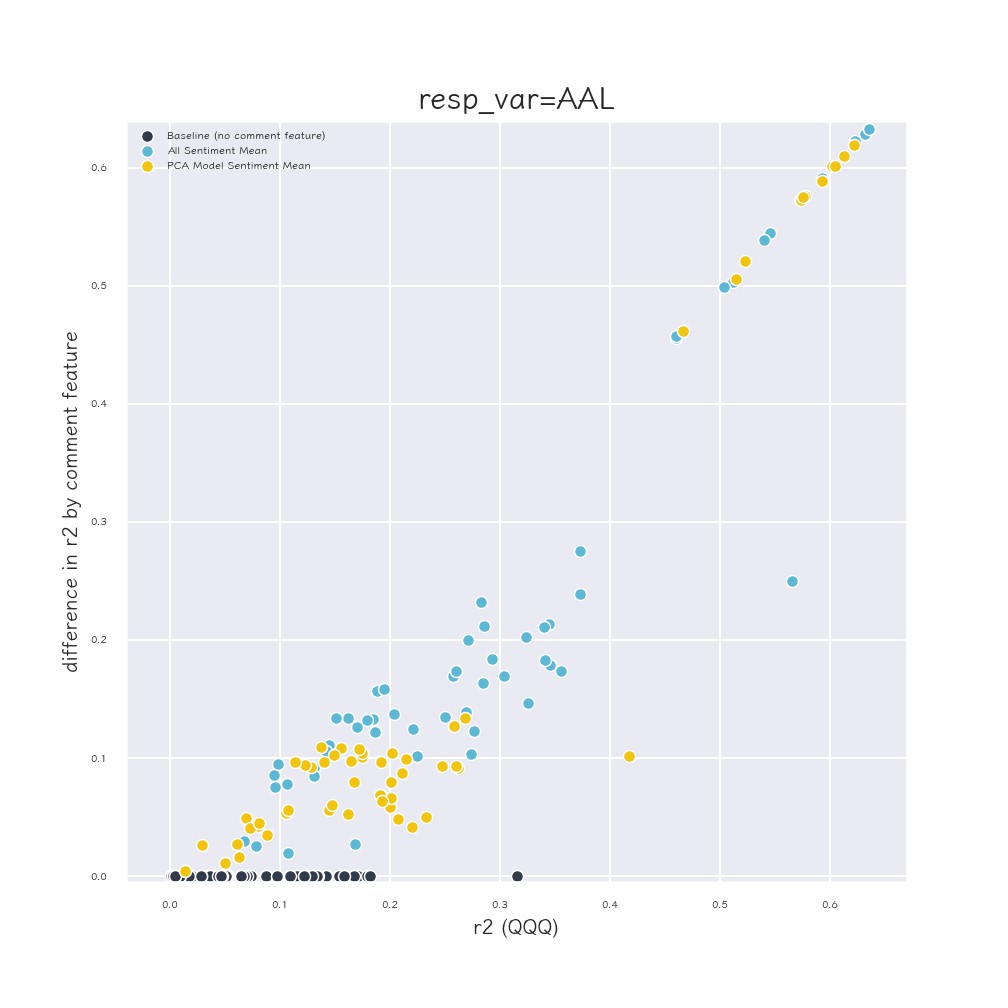 resp_var=AAL
Baseline (no comment feature)
All Sentiment Mean
PCA Model Sentiment Mean
0.6
0.5
0.4
0.3
0.2
0.1
0.0
difference in r2 by comment feature
0.0 0.1 0.2 0.3 0.4 0.5 0.6
r2 (QQQ)